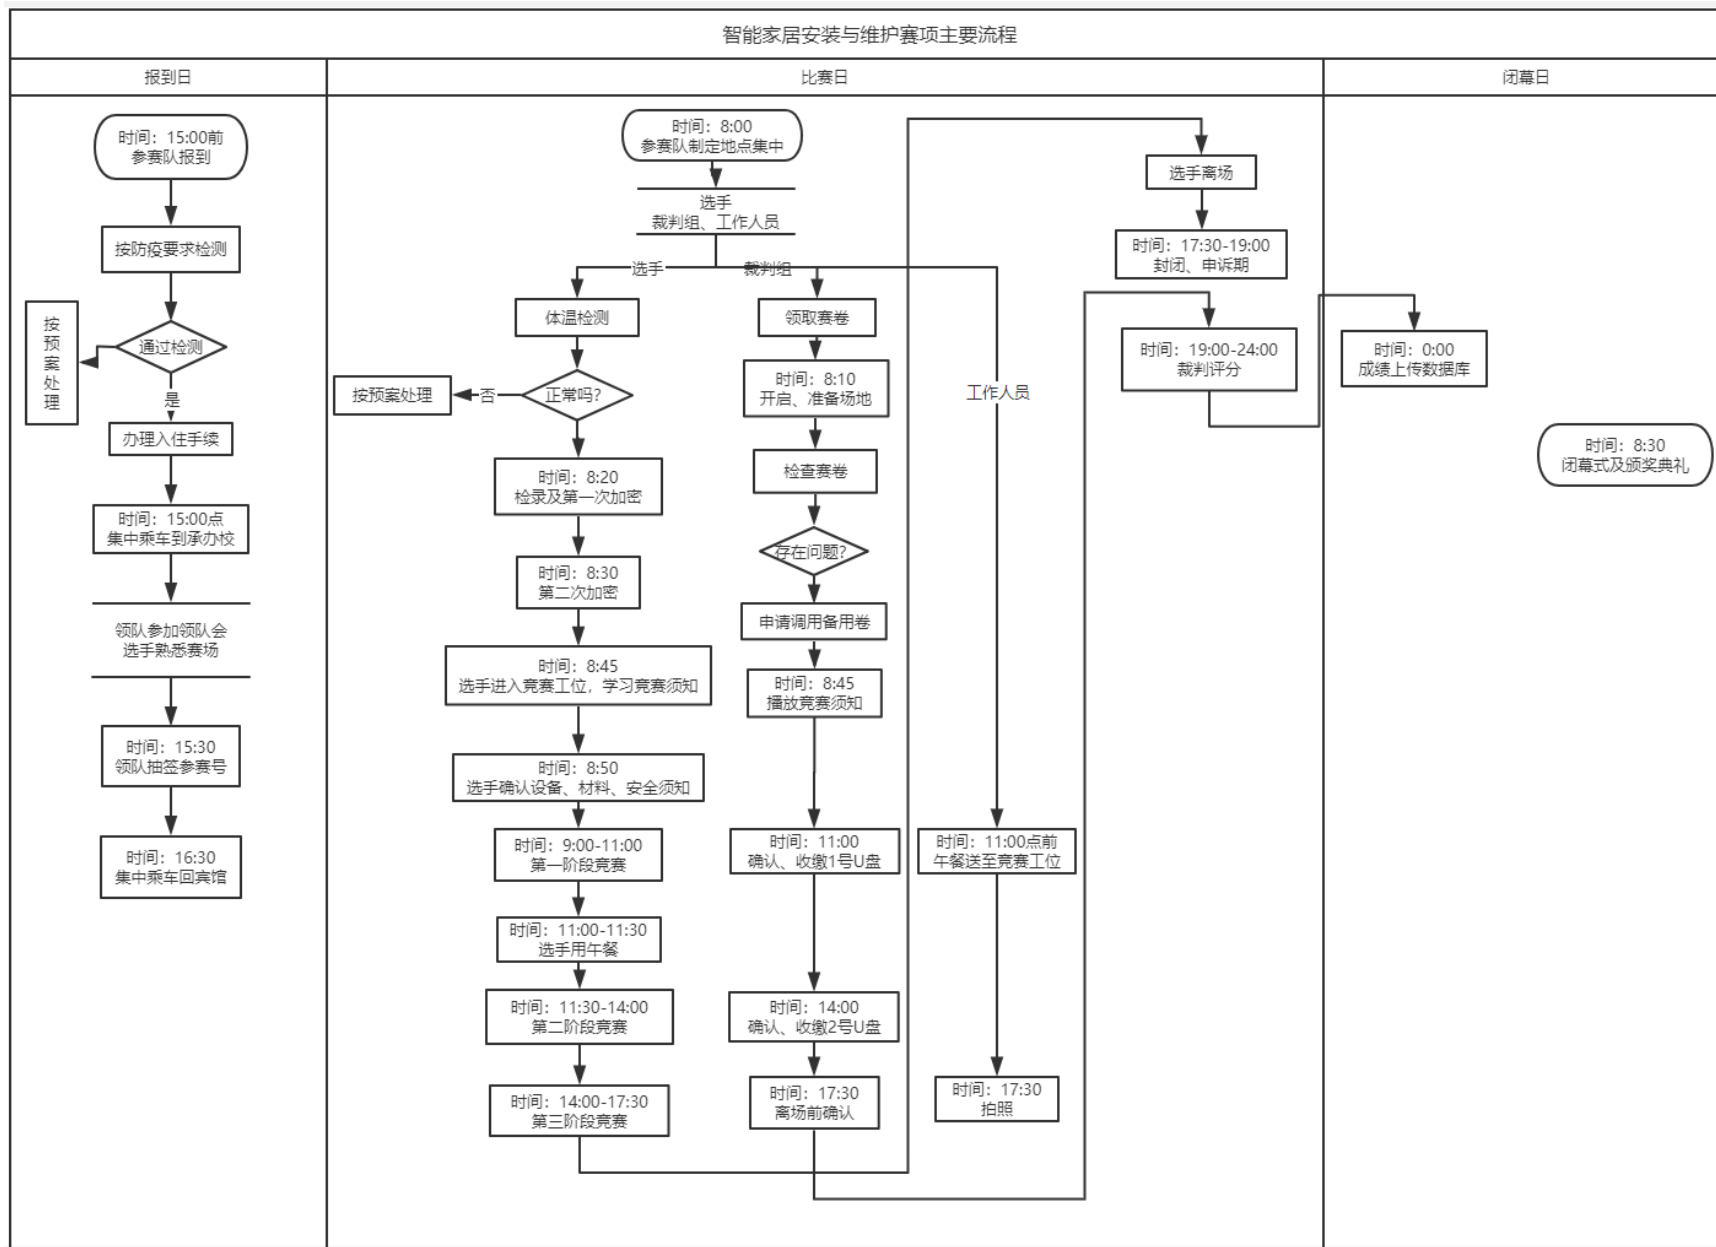 智能家居安装与维护赛项主要流程
报到日
比赛日
闭幕日
时间：15:00前
参赛队报到
按防疫要求检测
通过检测
按
预
案
处
理
是
办理入住手续
时间：15:00点
集中乘车到承办校
领队参加领队会
选手熟悉赛场
时间：15:30
领队抽签参赛号
时间：16:30
集中乘车回宾馆
时间：8:00
参赛队制定地点集中
选手
裁判组、工作人员
选手
裁判组
工作人员
体温检测
正常吗？
否
按预案处理
时间：8:20
检录及第一次加密
时间：8:30
第二次加密
时间：8:45
选手进入竞赛工位，学习竞赛须知
时间：8:50
选手确认设备、材料、安全须知
时间：9:00-11:00
第一阶段竞赛
时间：11:00-11:30
选手用午餐
时间：11:30-14:00
第二阶段竞赛
时间：14:00-17:30
第三阶段竞赛
领取赛卷
时间：8:10
开启、准备场地
检查赛卷
存在问题？
申请调用备用卷
时间：8:45
播放竞赛须知
时间：11:00
确认、收缴1号U盘
时间：14:00
确认、收缴2号U盘
时间：17:30
离场前确认
时间：11:00点前
午餐送至竞赛工位
时间：17:30
拍照
选手离场
时间：17:30-19:00
封闭、申诉期
时间：19:00-24:00
裁判评分
时间：0:00
成绩上传数据库
时间：8:30
闭幕式及颁奖典礼